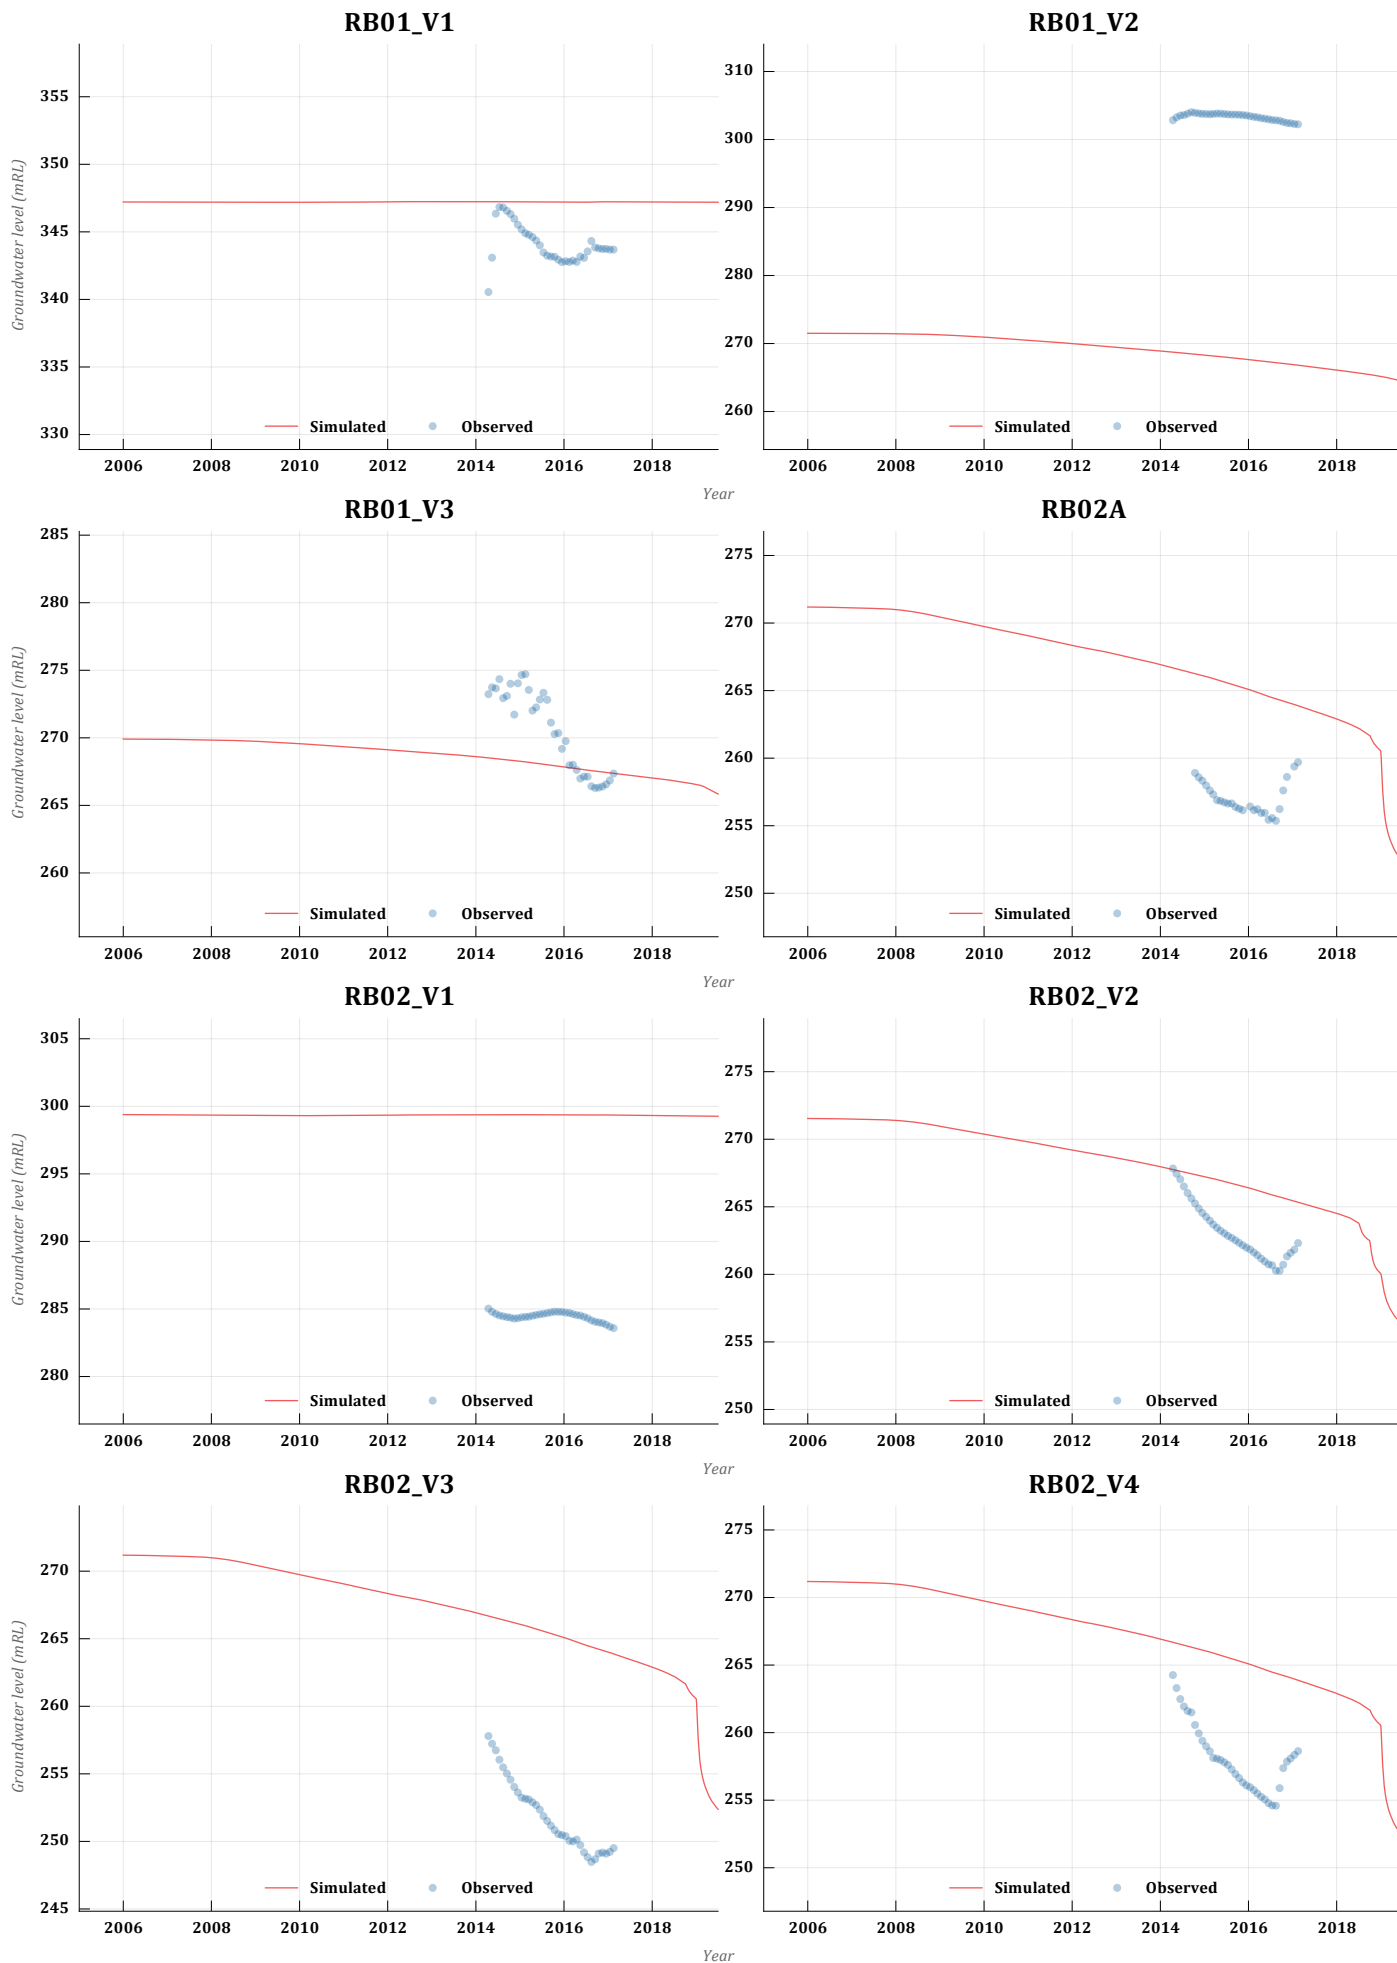 RB01_V1 RB01_V2
Groundwater level (mRL)
355
350
345
340
335
330
310
300
290
280
270
260
Simulated Observed Simulated Observed
2006 2008 2010 2012 2014 2016 2018 2006 2008 2010 2012 2014 2016 2018
Year
RB01_V3 RB02A
Groundwater level (mRL)
285
280
275
270
265
260
275
270
265
260
255
250
Simulated Observed Simulated Observed
2006 2008 2010 2012 2014 2016 2018 2006 2008 2010 2012 2014 2016 2018
Year
RB02_V1 RB02_V2
Groundwater level (mRL)
305
300
295
290
285
280
275
270
265
260
255
250
Simulated Observed Simulated Observed
2006 2008 2010 2012 2014 2016 2018 2006 2008 2010 2012 2014 2016 2018
Year
RB02_V3 RB02_V4
Groundwater level (mRL)
270
265
260
255
250
245
275
270
265
260
255
250
Simulated Observed Simulated Observed
2006 2008 2010 2012 2014 2016 2018 2006 2008 2010 2012 2014 2016 2018
Year